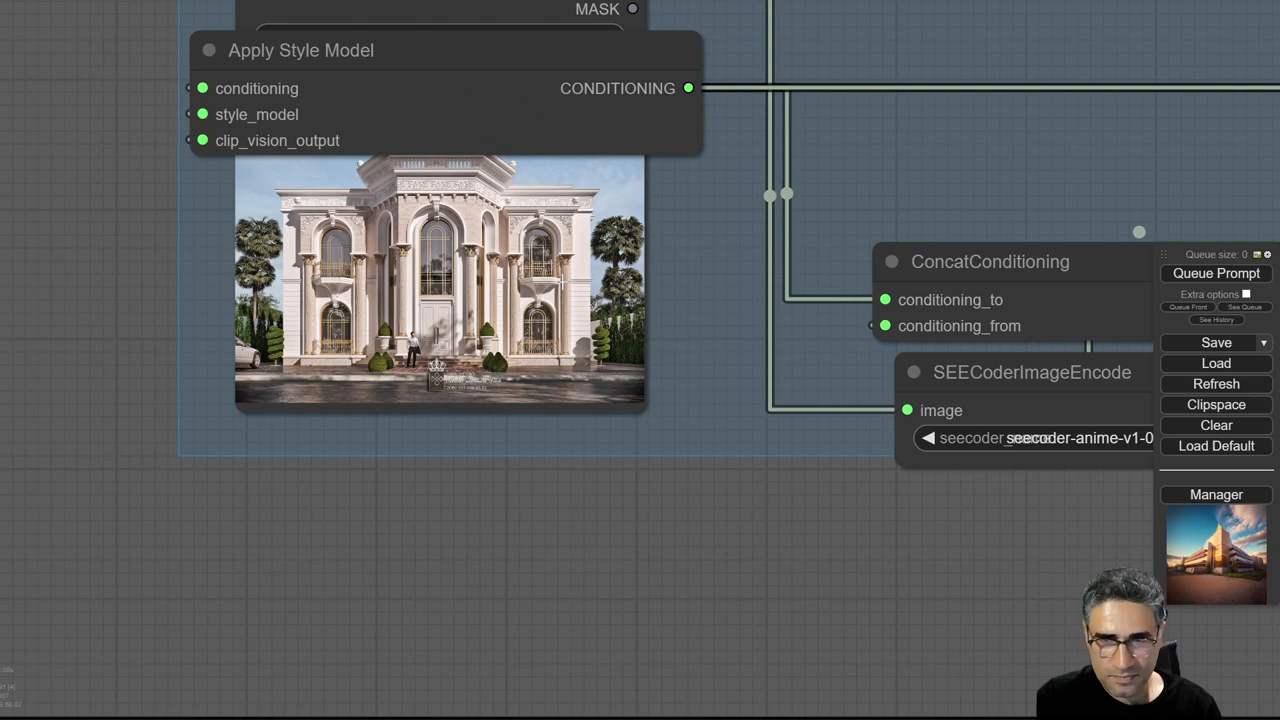 MASK
Apply Style Model
conditioning
CONDITIONING
style_model
clip_vision_output
ConcatConditioning
conditioning_to
conditioning_from
SEECoderImageEncode
image
seecoder-anime-v1-0
Queue size: 0
Queue Prompt
Extra options
Queue Front
See Queue
See History
Save
Load
Refresh
Clipspace
Clear
Load Default
Manager